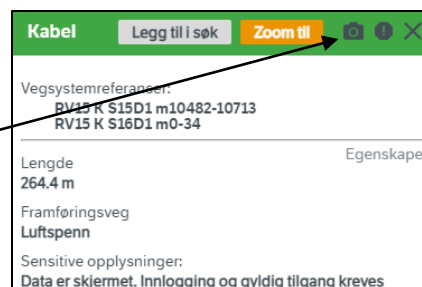 Kabel Legg til i søk Zoom til
Vegsystemreferanser:
RV15 K S15D1 m10482-10713
RV15 K S16D1 m0-34
Egenskape
Lengde
264.4 m
Framføringsveg
Luftspenn
Sensitive opplysninger:
Data er skjermet. Innlogging og gyldig tilgang kreves